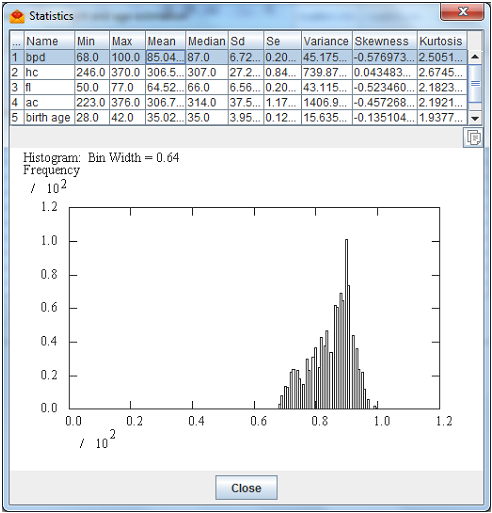 Statistics
... Name Min Max Mean Median Sd Se Variance Skewness Kurtosis
1 bpd 68.0 100.0 85.04... 87.0 6.72... 0.20... 45.175... -0.576973... 2.5051...
2 hc 246.0 370.0 306.5... 307.0 27.2... 0.84... 739.87... 0.043483... 2.6745...
3 fl 50.0 77.0 64.52... 66.0 6.56... 0.20... 43.115... -0.523460... 2.1823...
4 ac 223.0 376.0 306.7... 314.0 37.5... 1.17... 1406.9... -0.457268... 2.1921...
5 birth age 28.0 42.0 35.02... 35.0 3.95... 0.12... 15.635... -0.135104... 1.9377...
Histogram: Bin Width = 0.64
Frequency
/ 10²
1.2
1.0
0.8
0.6
0.4
0.2
0.0
0.0 0.2 0.4 0.6 0.8 1.0 1.2
/ 10²
Close